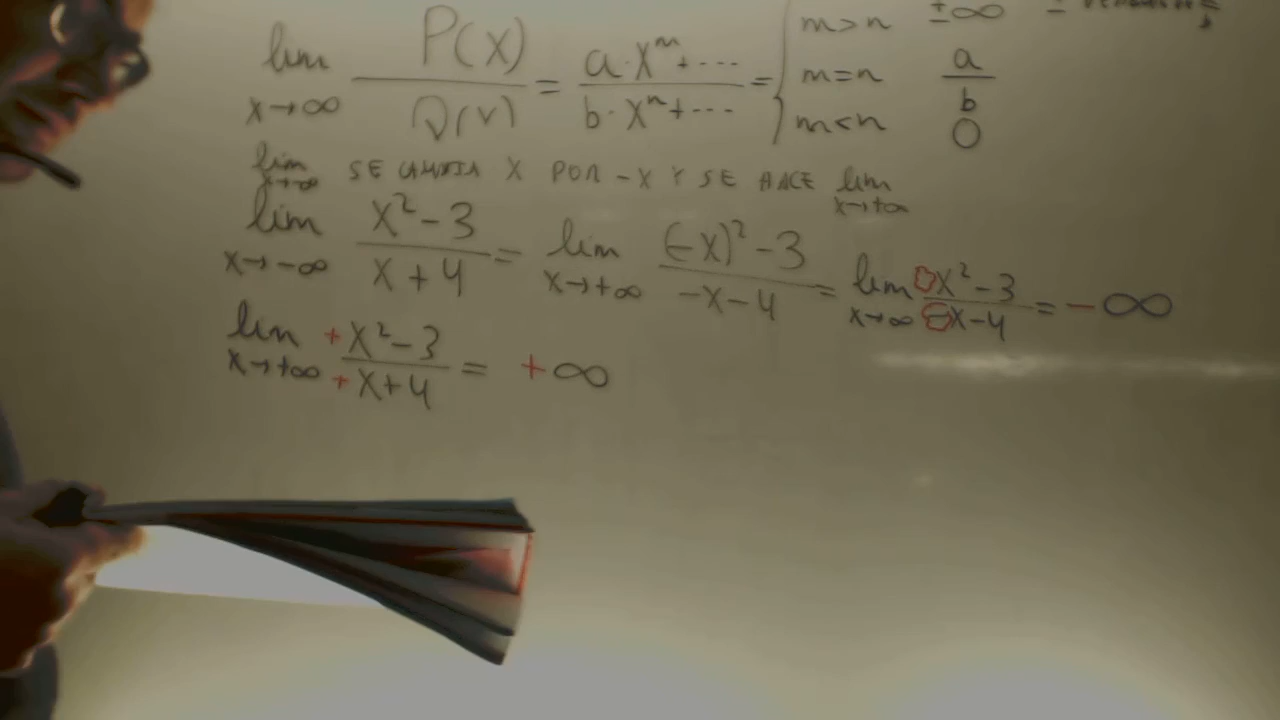 lim x→∞ P(x)/Q(x) = a·x^m+···/b·x^n+··· = { m>n ±∞
m=n a/b
m<n 0
lim x→-∞ SE CAMBIA X POR -X Y SE HACE lim x→+∞
lim x→-∞ x²-3/x+4 = lim x→+∞ (-x)²-3/-x-4 = lim x→∞ x²-3/-x-4 = -∞
lim x→+∞ +x²-3/+x+4 = +∞